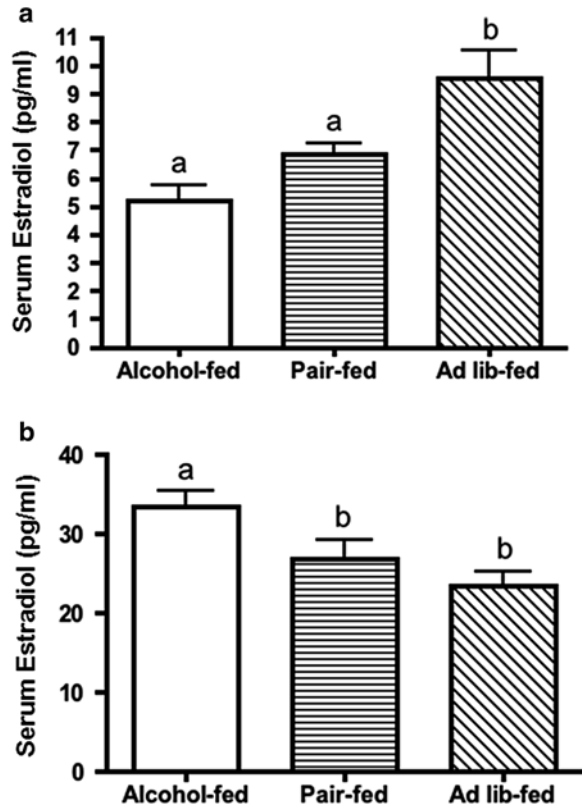 a
Serum Estradiol (pg/ml)
11
10
9
8
7
6
5
4
3
2
1
0
a
a
b
Alcohol-fed Pair-fed Ad lib-fed
b
Serum Estradiol (pg/ml)
40
30
20
10
0
a
b
b
Alcohol-fed Pair-fed Ad lib-fed